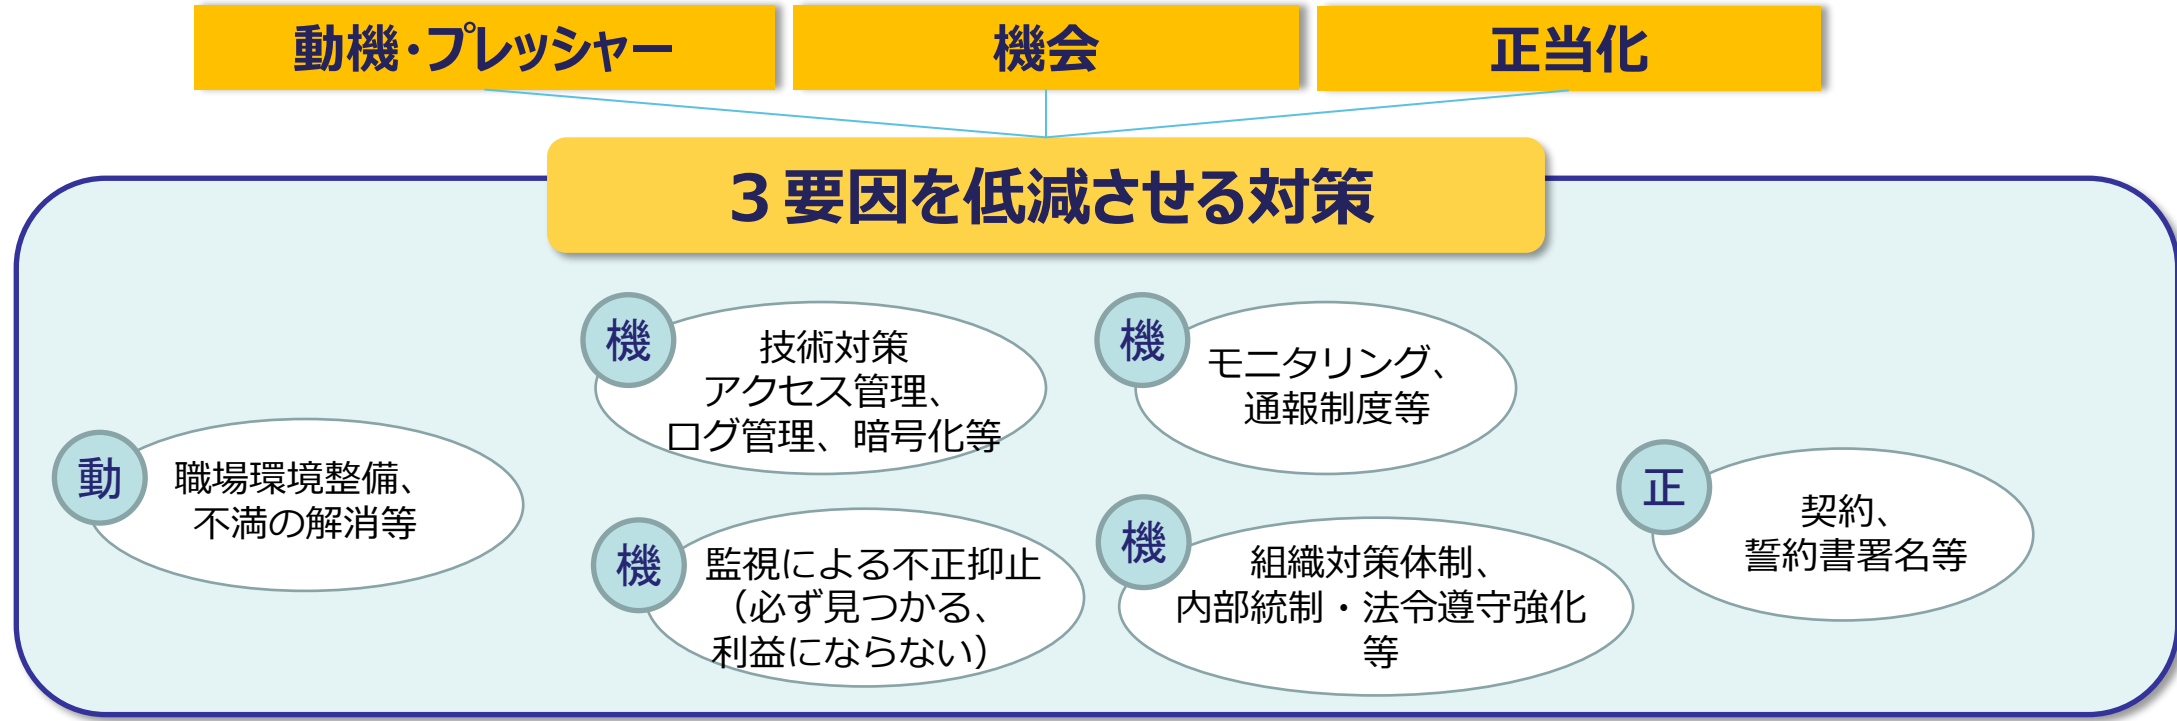 動機・プレッシャー
機会
正当化
３要因を低減させる対策
動
職場環境整備、
不満の解消等
機
技術対策
アクセス管理、
ログ管理、暗号化等
機
監視による不正抑止
（必ず見つかる、
利益にならない）
機
モニタリング、
通報制度等
機
組織対策体制、
内部統制・法令遵守強化
等
正
契約、
誓約書署名等